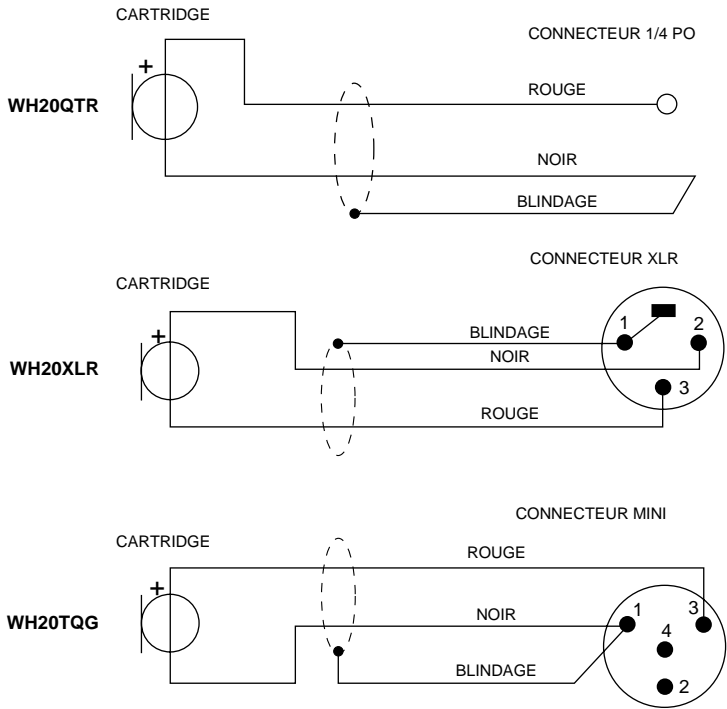 CARTRIDGE
CONNECTEUR 1/4 PO
+
ROUGE
WH20QTR
NOIR
BLINDAGE
CONNECTEUR XLR
CARTRIDGE
1
2
+
BLINDAGE
NOIR
WH20XLR
3
ROUGE
CONNECTEUR MINI
CARTRIDGE
ROUGE
+
1
3
NOIR
WH20TQG
4
BLINDAGE
2